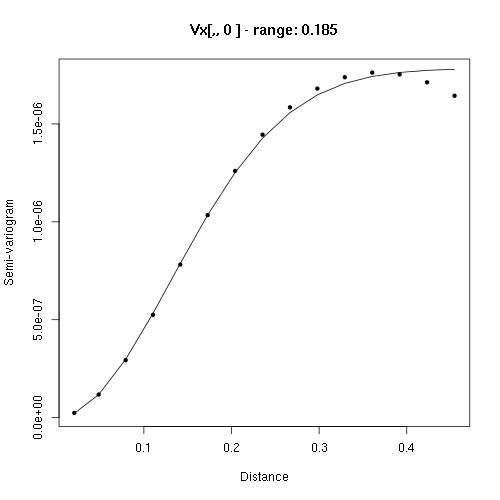 Vx[,, 0 ] - range: 0.185
Semi-variogram
1.5e-06
1.0e-06
5.0e-07
0.0e+00
0.1 0.2 0.3 0.4
Distance